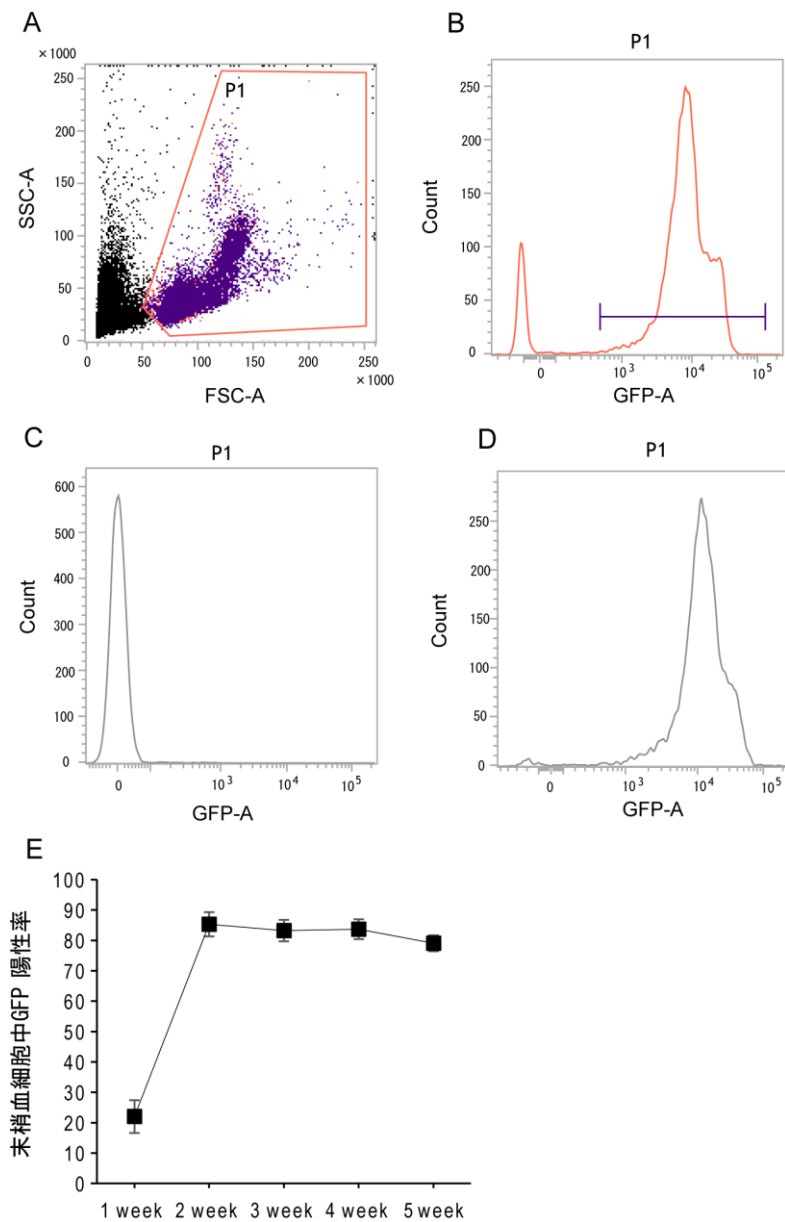 A
×1000
P1
250
200
150
100
50
0
SSC-A
0
50
100
150
200
250
×1000
FSC-A
B
P1
250
200
150
100
50
0
Count
0
10³
10⁴
10⁵
GFP-A
C
P1
600
500
400
300
200
100
0
Count
0
10³
10⁴
10⁵
GFP-A
D
P1
250
200
150
100
50
0
Count
0
10³
10⁴
10⁵
GFP-A
E
100
90
80
70
60
50
40
30
20
10
0
末梢血細胞中GFP 陽性率
1 week
2 week
3 week
4 week
5 week